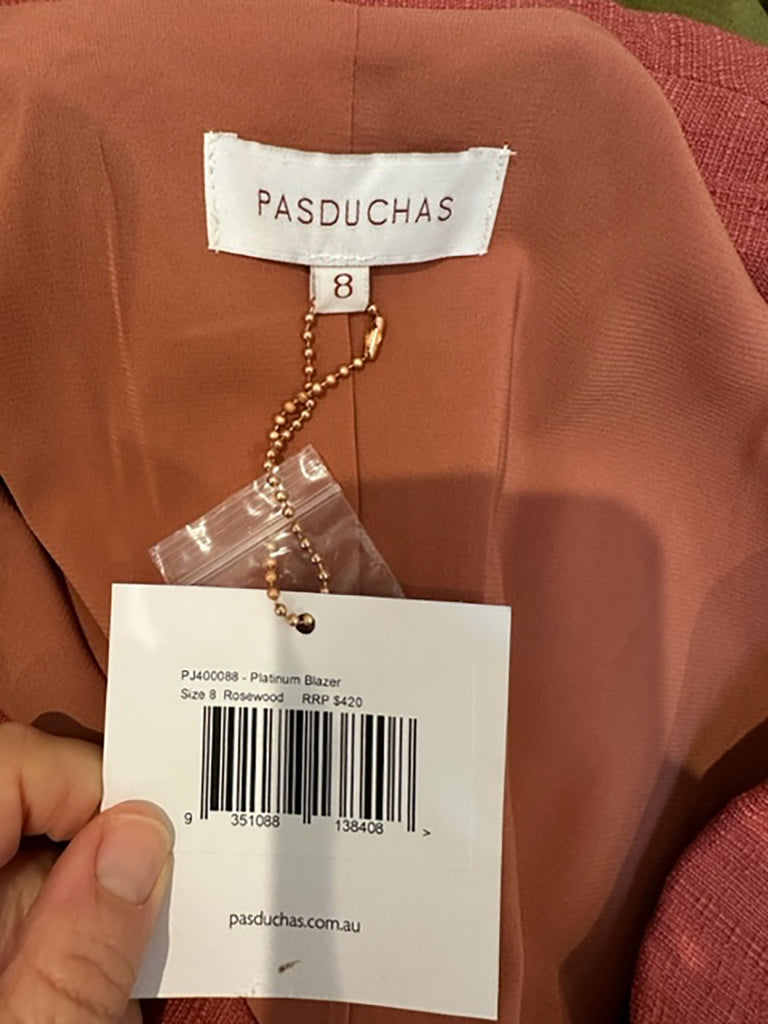 PASDUCHAS
8
PJ400088 - Platinum Blazer
Size 8 Rosewood RRP $420
9 351088 138408 >
pasduchas.com.au